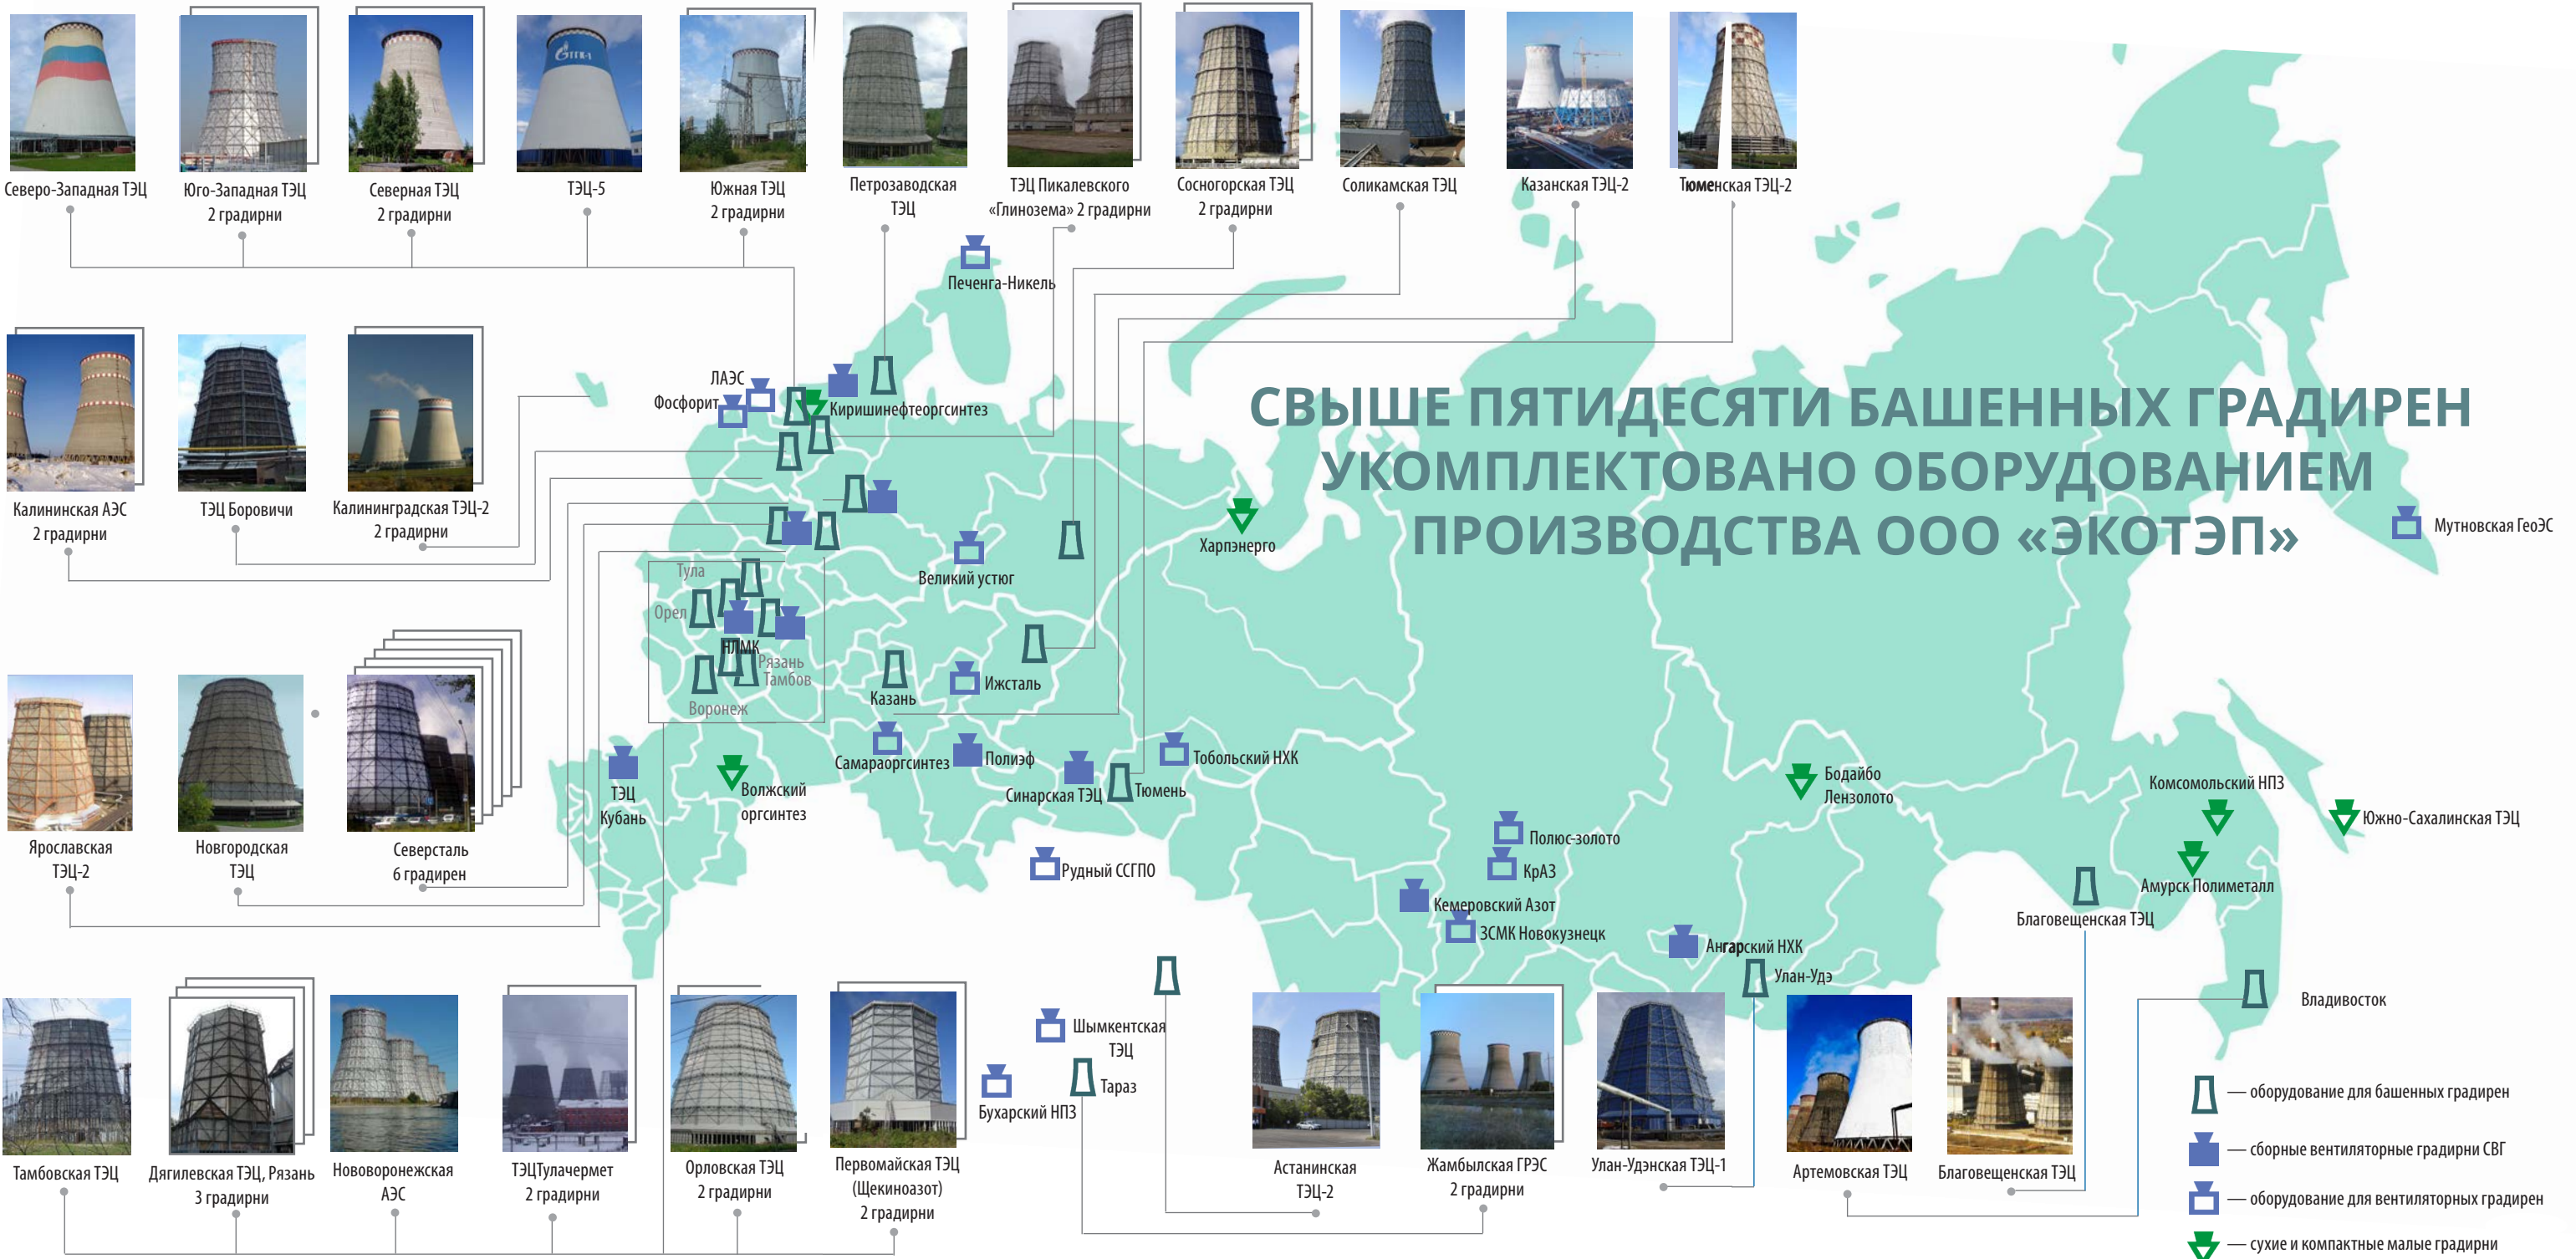 Северо-Западная ТЭЦ
Юго-Западная ТЭЦ
2 градирни
Северная ТЭЦ
2 градирни
ТГК-1
ТЭЦ-5
Южная ТЭЦ
2 градирни
Петрозаводская
ТЭЦ
ТЭЦ Пикалевского
«Глинозема» 2 градирни
Сосногорская ТЭЦ
2 градирни
Соликамская ТЭЦ
Казанская ТЭЦ-2
Тюменская ТЭЦ-2
Печенга-Никель
ЛАЭС
Фосфорит
Киришинефтеоргсинтез
СВЫШЕ ПЯТИДЕСЯТИ БАШЕННЫХ ГРАДИРЕН
УКОМПЛЕКТОВАНО ОБОРУДОВАНИЕМ
ПРОИЗВОДСТВА ООО «ЭКОТЭП»
Калининская АЭС
2 градирни
ТЭЦ Боровичи
Калининградская ТЭЦ-2
2 градирни
Харпэнерго
Мутновская ГеоЭС
Великий устюг
Тула
Орел
НЛМК
Рязань
Тамбов
Воронеж
Казань
Ижсталь
Самараоргсинтез
Полиэф
Синарская ТЭЦ
Тюмень
Тобольский НХК
ТЭЦ
Кубань
Волжский
оргсинтез
Бодайбо
Лензолото
Комсомольский НПЗ
Южно-Сахалинская ТЭЦ
Амурск Полиметалл
Благовещенская ТЭЦ
Ярославская
ТЭЦ-2
Новгородская
ТЭЦ
Северсталь
6 градирен
Рудный ССГПО
Полюс-золото
КрАЗ
Кемеровский Азот
ЗСМК Новокузнецк
Ангарский НХК
Улан-Удэ
Владивосток
Шымкентская
ТЭЦ
Тараз
Бухарский НПЗ
Тамбовская ТЭЦ
Дягилевская ТЭЦ, Рязань
3 градирни
Нововоронежская
АЭС
ТЭЦТулачермет
2 градирни
Орловская ТЭЦ
2 градирни
Первомайская ТЭЦ
(Щекиноазот)
2 градирни
Астанинская
ТЭЦ-2
Жамбылская ГРЭС
2 градирни
Улан-Удэнская ТЭЦ-1
Артемовская ТЭЦ
Благовещенская ТЭЦ
— оборудование для башенных градирен
— сборные вентиляторные градирни СВГ
— оборудование для вентиляторных градирен
— сухие и компактные малые градирни